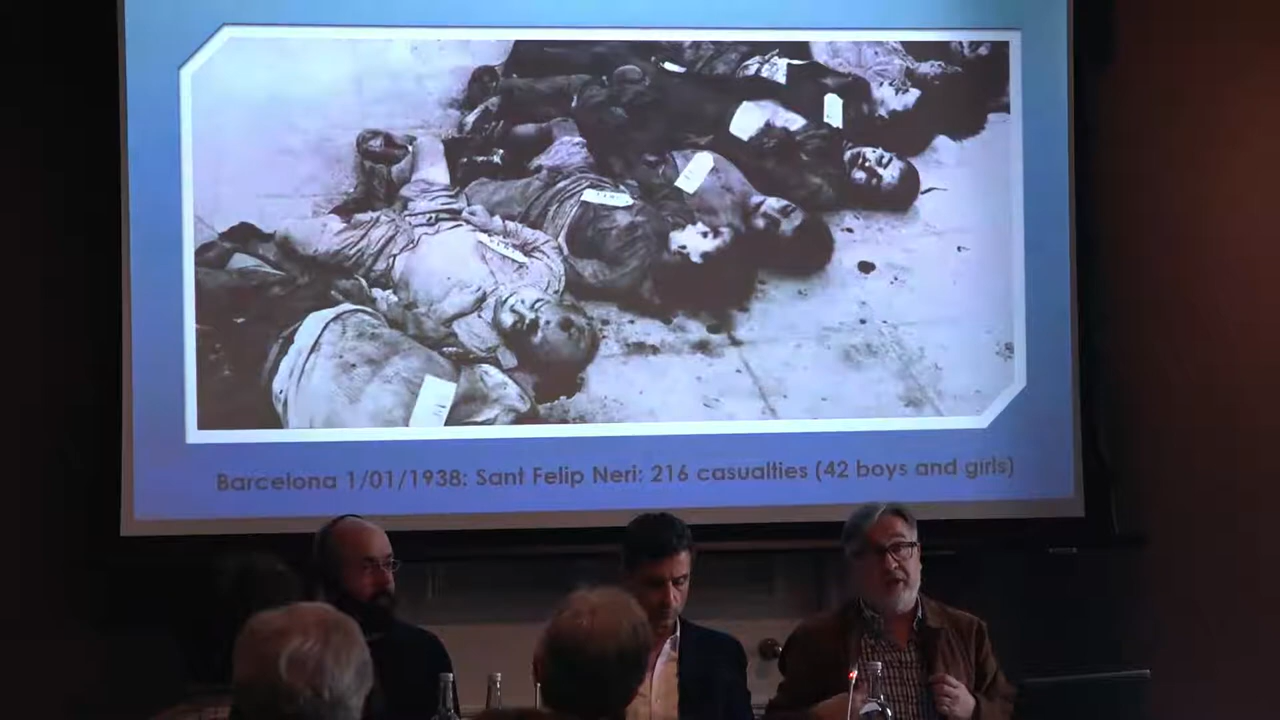 Barcelona 1/01/1938: Sant Felip Neri: 216 casualties (42 boys and girls)